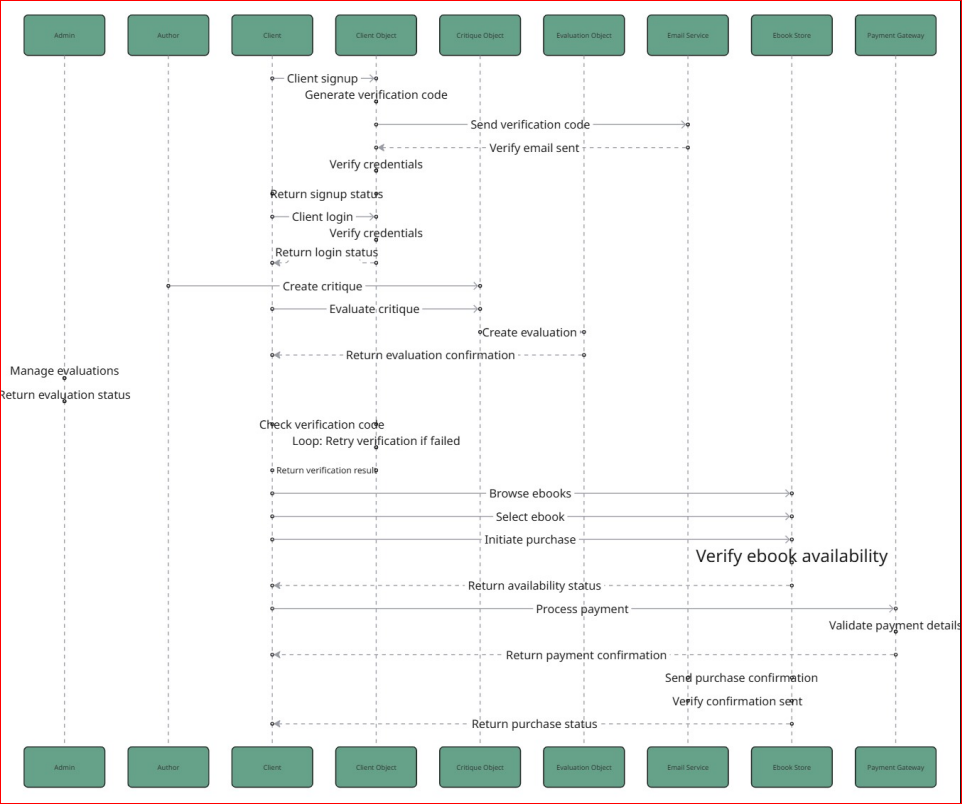 Admin
Author
Client
Client Object
Critique Object
Evaluation Object
Email Service
Ebook Store
Payment Gateway
Client signup
Generate verification code
Send verification code
Verify email sent
Verify credentials
Return signup status
Client login
Verify credentials
Return login status
Create critique
Evaluate critique
Create evaluation
Return evaluation confirmation
Manage evaluations
Return evaluation status
Check verification code
Loop: Retry verification if failed
Return verification result
Browse ebooks
Select ebook
Initiate purchase
Verify ebook availability
Return availability status
Process payment
Validate payment details
Return payment confirmation
Send purchase confirmation
Verify confirmation sent
Return purchase status
Admin
Author
Client
Client Object
Critique Object
Evaluation Object
Email Service
Ebook Store
Payment Gateway